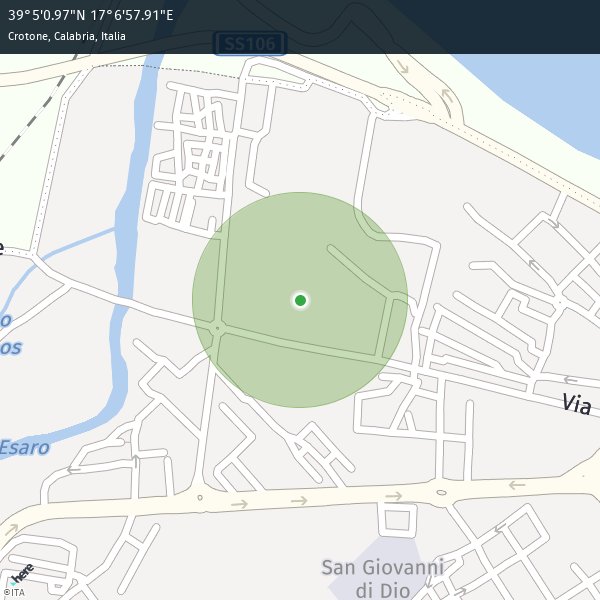 39°5'0.97"N 17°6'57.91"E
Crotone, Calabria, Italia
SS106
e
o
os
Esaro
Via
San Giovanni
di Dio
here
©ITA